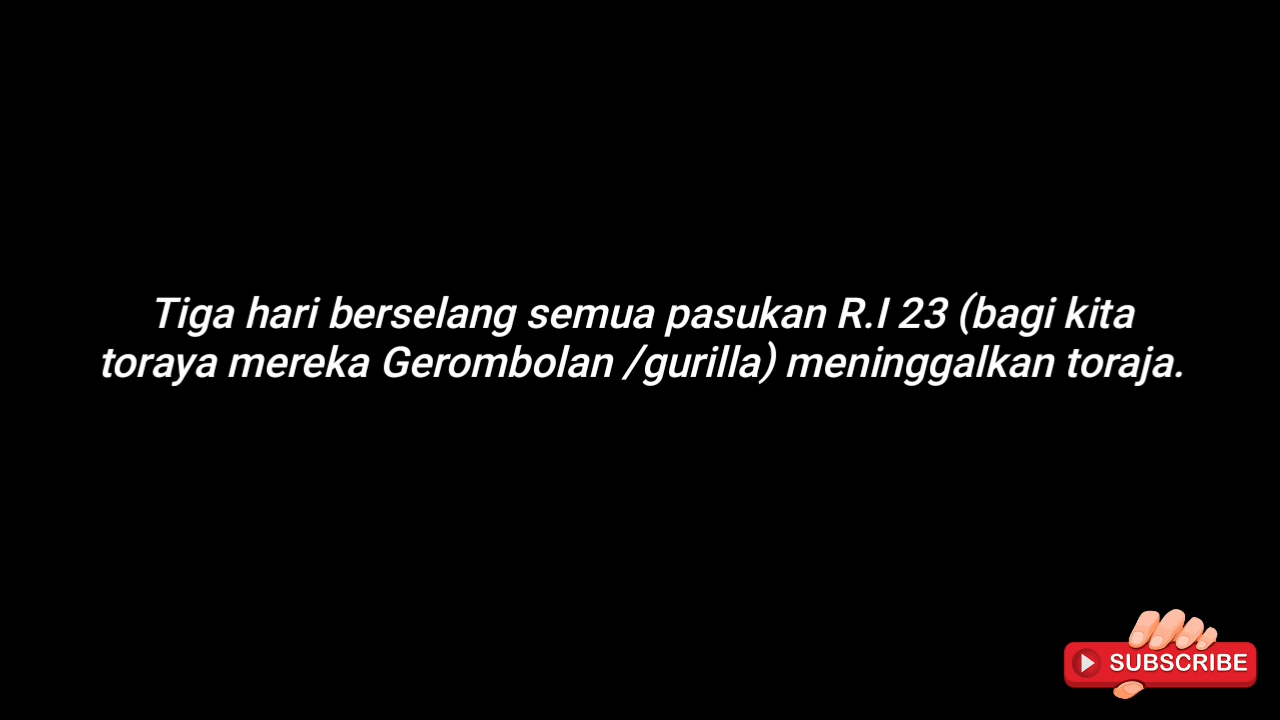 Tiga hari berselang semua pasukan R.I 23 (bagi kita
toraya mereka Gerombolan /gurilla) meninggalkan toraja.
SUBSCRIBE